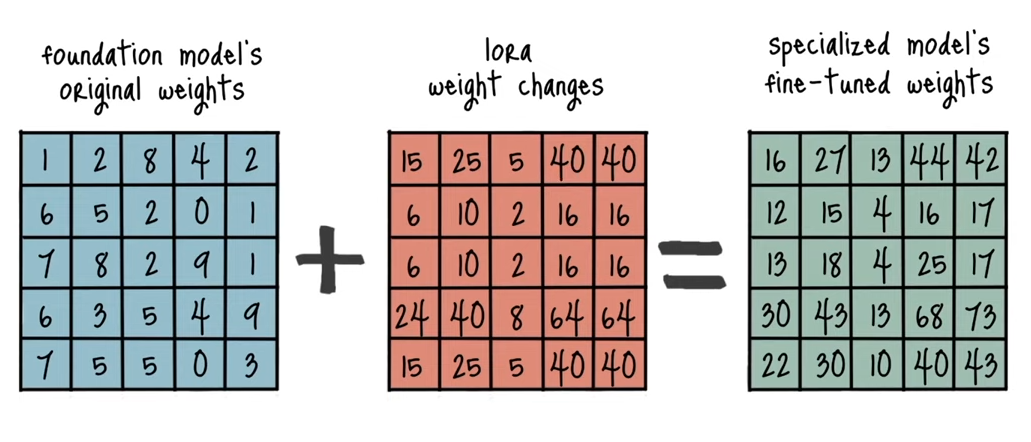 foundation model's
original weights
lora
weight changes
specialized model's
fine-tuned weights
1 2 8 4 2
6 5 2 0 1
7 8 2 9 1
6 3 5 4 9
7 5 5 0 3
+
15 25 5 40 40
6 10 2 16 16
6 10 2 16 16
24 40 8 64 64
15 25 5 40 40
=
16 27 13 44 42
12 15 4 16 17
13 18 4 25 17
30 43 13 68 73
22 30 10 40 43